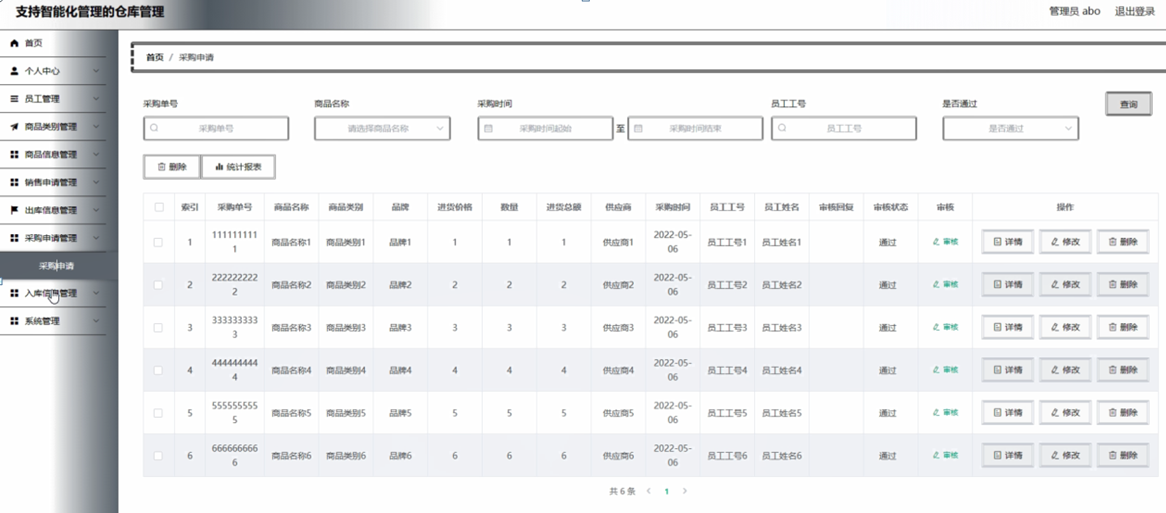 支持智能化管理的仓库管理
管理员 abo 退出登录
首页
个人中心
员工管理
商品类别管理
商品信息管理
销售申请管理
出库信息管理
采购申请管理
采购申请
入库信息管理
系统管理
首页 / 采购申请
采购单号 商品名称 采购时间 员工工号 是否通过
采购单号 请选择商品名称 采购时间起始 至 采购时间结束 员工工号 是否通过 查询
删除 统计报表
索引 采购单号 商品名称 商品类别 品牌 进货价格 数量 进货总额 供应商 采购时间 员工工号 员工姓名 审核回复 审核状态 审核 操作
1 1111111111 商品名称1 商品类别1 品牌1 1 1 1 供应商1 2022-05-06 员工工号1 员工姓名1 通过 审核 详情 修改 删除
2 2222222222 商品名称2 商品类别2 品牌2 2 2 2 供应商2 2022-05-06 员工工号2 员工姓名2 通过 审核 详情 修改 删除
3 3333333333 商品名称3 商品类别3 品牌3 3 3 3 供应商3 2022-05-06 员工工号3 员工姓名3 通过 审核 详情 修改 删除
4 4444444444 商品名称4 商品类别4 品牌4 4 4 4 供应商4 2022-05-06 员工工号4 员工姓名4 通过 审核 详情 修改 删除
5 5555555555 商品名称5 商品类别5 品牌5 5 5 5 供应商5 2022-05-06 员工工号5 员工姓名5 通过 审核 详情 修改 删除
6 6666666666 商品名称6 商品类别6 品牌6 6 6 6 供应商6 2022-05-06 员工工号6 员工姓名6 通过 审核 详情 修改 删除
共 6 条 < 1 >